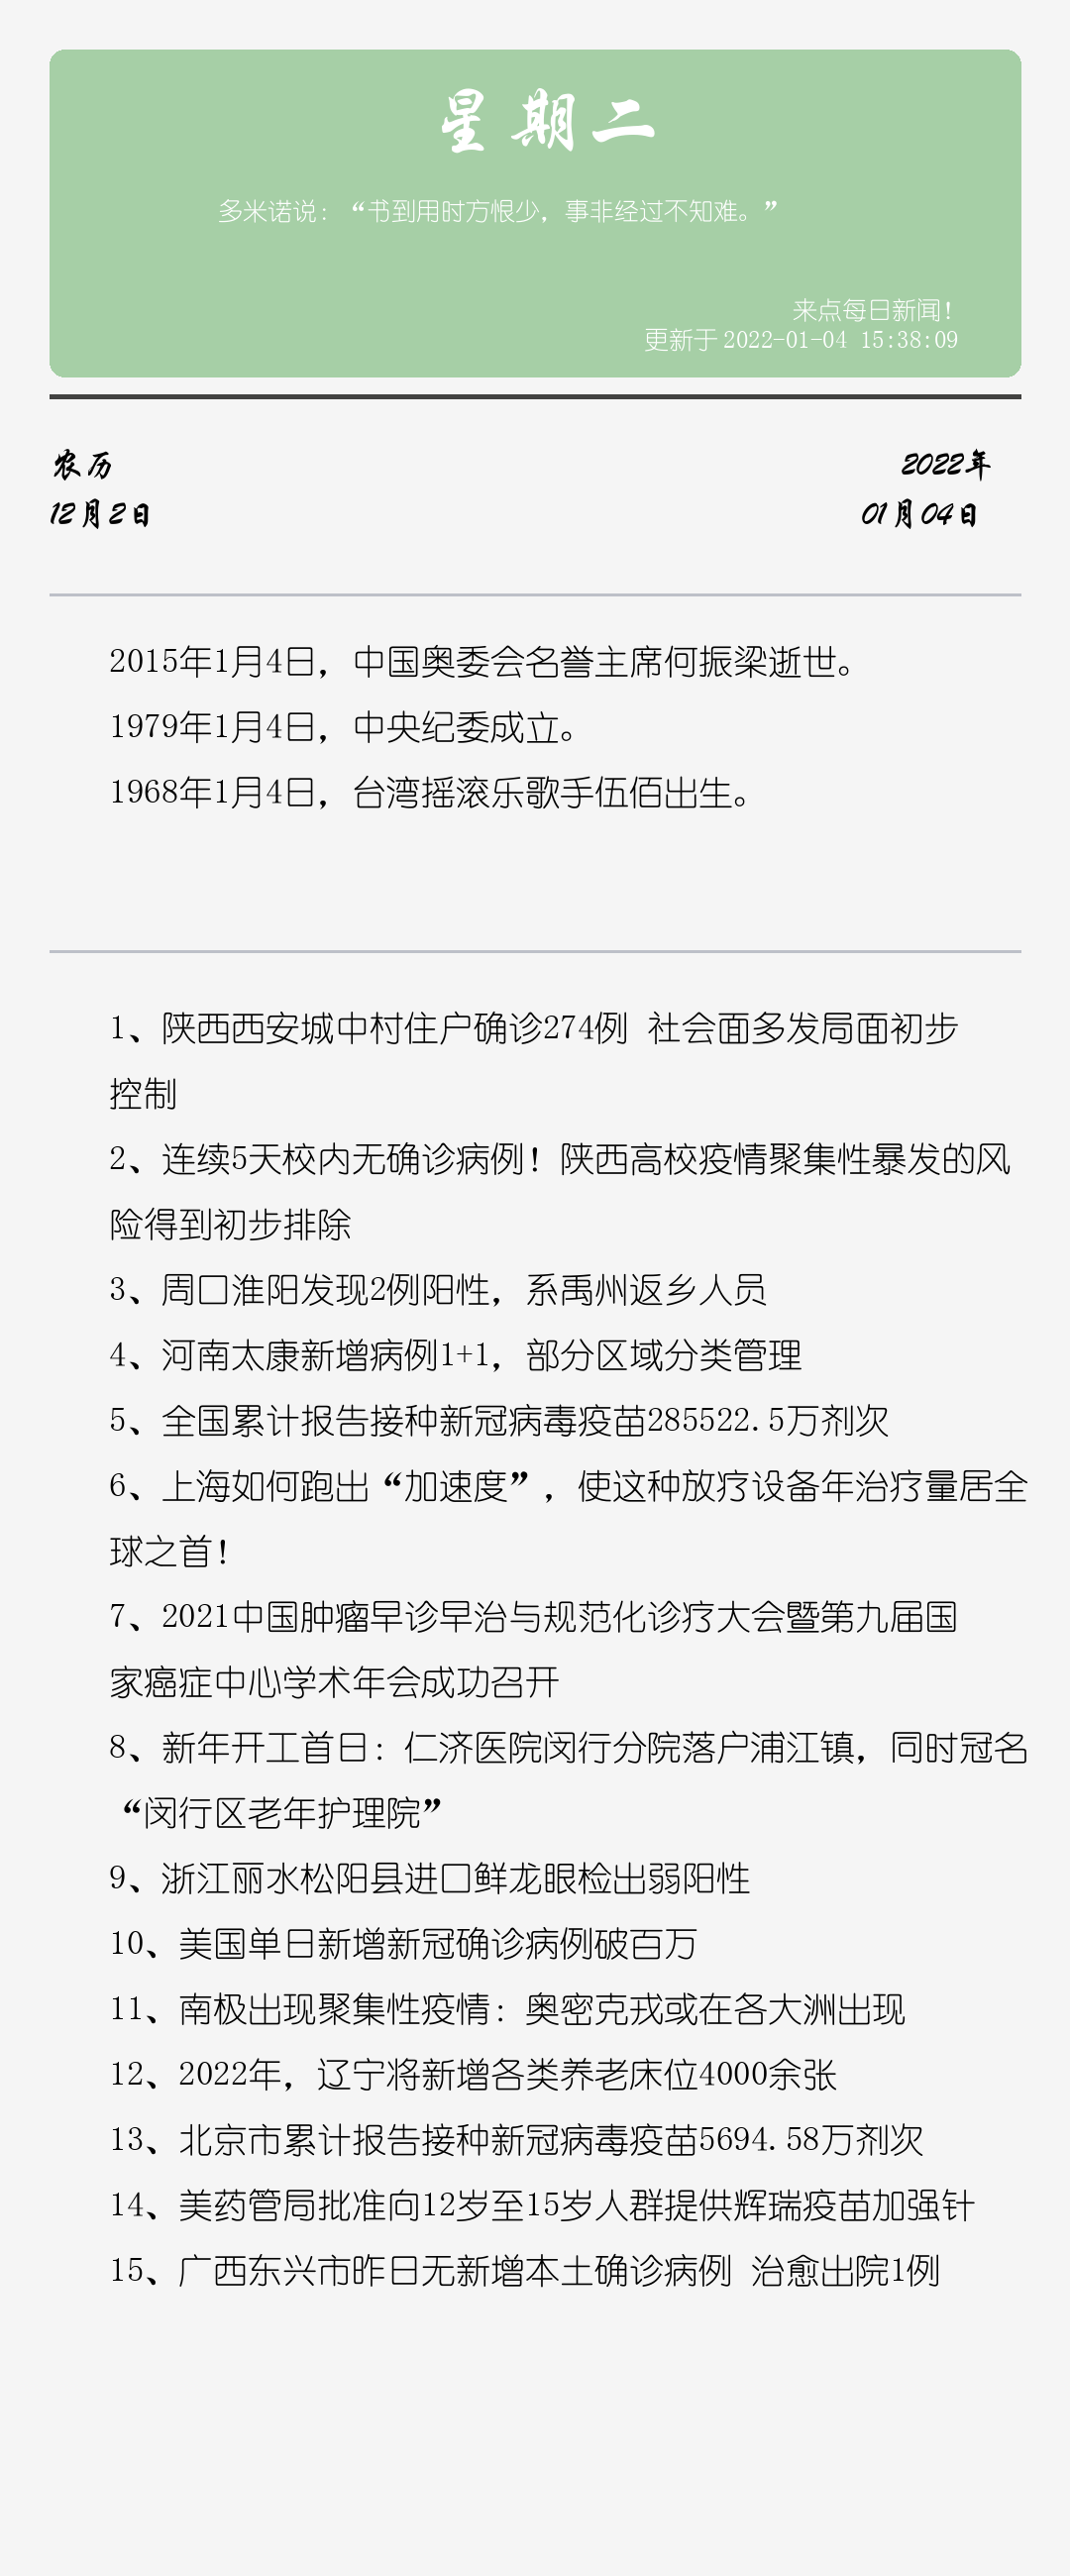 星期二
多米诺说：“书到用时方恨少，事非经过不知难。”
来点每日新闻！
更新于2022-01-04 15:38:09
农历
2022年
12月2日
01月04日
2015年1月4日，中国奥委会名誉主席何振梁逝世。
1979年1月4日，中央纪委成立。
1968年1月4日，台湾摇滚乐歌手伍佰出生。
1、陕西西安城中村住户确诊274例 社会面多发局面初步
控制
2、连续5天校内无确诊病例！陕西高校疫情聚集性暴发的风
险得到初步排除
3、周口淮阳发现2例阳性，系禹州返乡人员
4、河南太康新增病例1+1，部分区域分类管理
5、全国累计报告接种新冠病毒疫苗285522.5万剂次
6、上海如何跑出“加速度”，使这种放疗设备年治疗量居全
球之首！
7、2021中国肿瘤早诊早治与规范化诊疗大会暨第九届国
家癌症中心学术年会成功召开
8、新年开工首日：仁济医院闵行分院落户浦江镇，同时冠名
“闵行区老年护理院”
9、浙江丽水松阳县进口鲜龙眼检出弱阳性
10、美国单日新增新冠确诊病例破百万
11、南极出现聚集性疫情：奥密克戎或在各大洲出现
12、2022年，辽宁将新增各类养老床位4000余张
13、北京市累计报告接种新冠病毒疫苗5694.58万剂次
14、美药管局批准向12岁至15岁人群提供辉瑞疫苗加强针
15、广西东兴市昨日无新增本土确诊病例 治愈出院1例